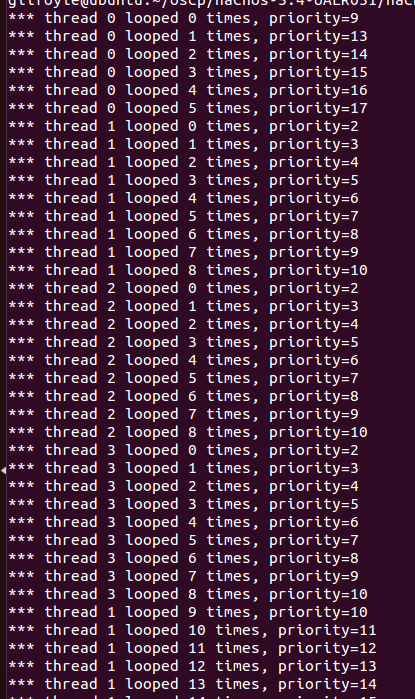 *** thread 0 looped 0 times, priority=9
*** thread 0 looped 1 times, priority=13
*** thread 0 looped 2 times, priority=14
*** thread 0 looped 3 times, priority=15
*** thread 0 looped 4 times, priority=16
*** thread 0 looped 5 times, priority=17
*** thread 1 looped 0 times, priority=2
*** thread 1 looped 1 times, priority=3
*** thread 1 looped 2 times, priority=4
*** thread 1 looped 3 times, priority=5
*** thread 1 looped 4 times, priority=6
*** thread 1 looped 5 times, priority=7
*** thread 1 looped 6 times, priority=8
*** thread 1 looped 7 times, priority=9
*** thread 1 looped 8 times, priority=10
*** thread 2 looped 0 times, priority=2
*** thread 2 looped 1 times, priority=3
*** thread 2 looped 2 times, priority=4
*** thread 2 looped 3 times, priority=5
*** thread 2 looped 4 times, priority=6
*** thread 2 looped 5 times, priority=7
*** thread 2 looped 6 times, priority=8
*** thread 2 looped 7 times, priority=9
*** thread 2 looped 8 times, priority=10
*** thread 3 looped 0 times, priority=2
*** thread 3 looped 1 times, priority=3
*** thread 3 looped 2 times, priority=4
*** thread 3 looped 3 times, priority=5
*** thread 3 looped 4 times, priority=6
*** thread 3 looped 5 times, priority=7
*** thread 3 looped 6 times, priority=8
*** thread 3 looped 7 times, priority=9
*** thread 3 looped 8 times, priority=10
*** thread 1 looped 9 times, priority=10
*** thread 1 looped 10 times, priority=11
*** thread 1 looped 11 times, priority=12
*** thread 1 looped 12 times, priority=13
*** thread 1 looped 13 times, priority=14